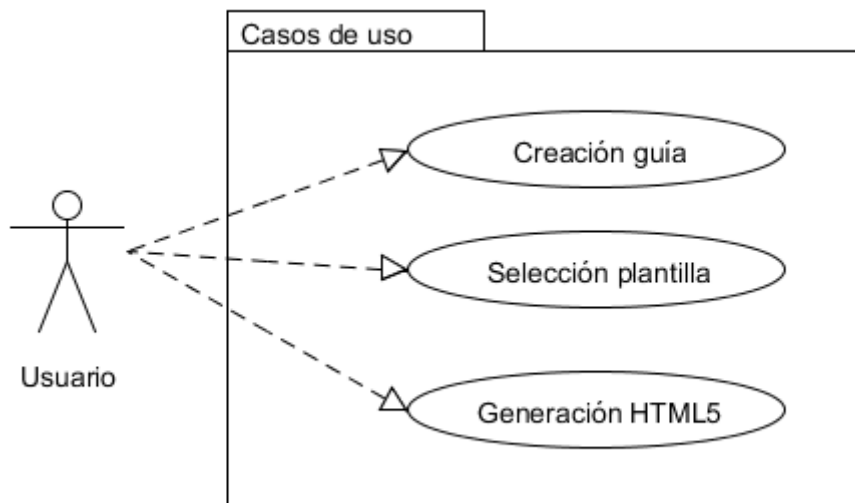 Casos de uso
Creación guía
Selección plantilla
Usuario
Generación HTML5